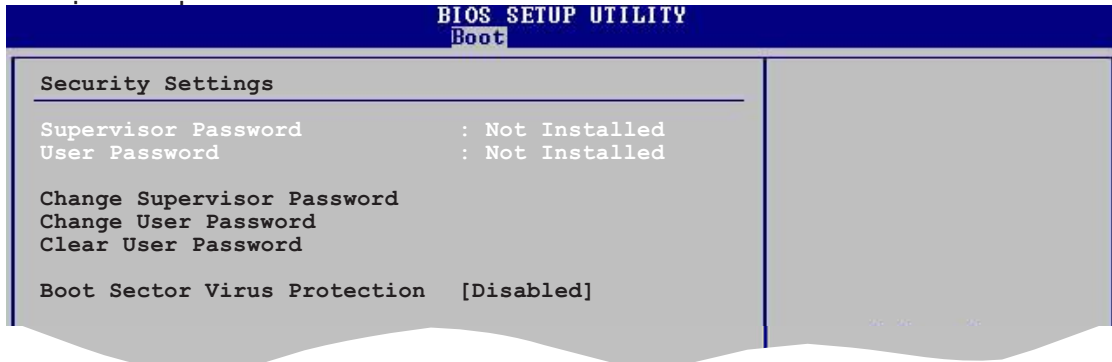 BIOS SETUP UTILITY
Boot
Security Settings
Supervisor Password : Not Installed
User Password : Not Installed
Change Supervisor Password
Change User Password
Clear User Password
Boot Sector Virus Protection [Disabled]